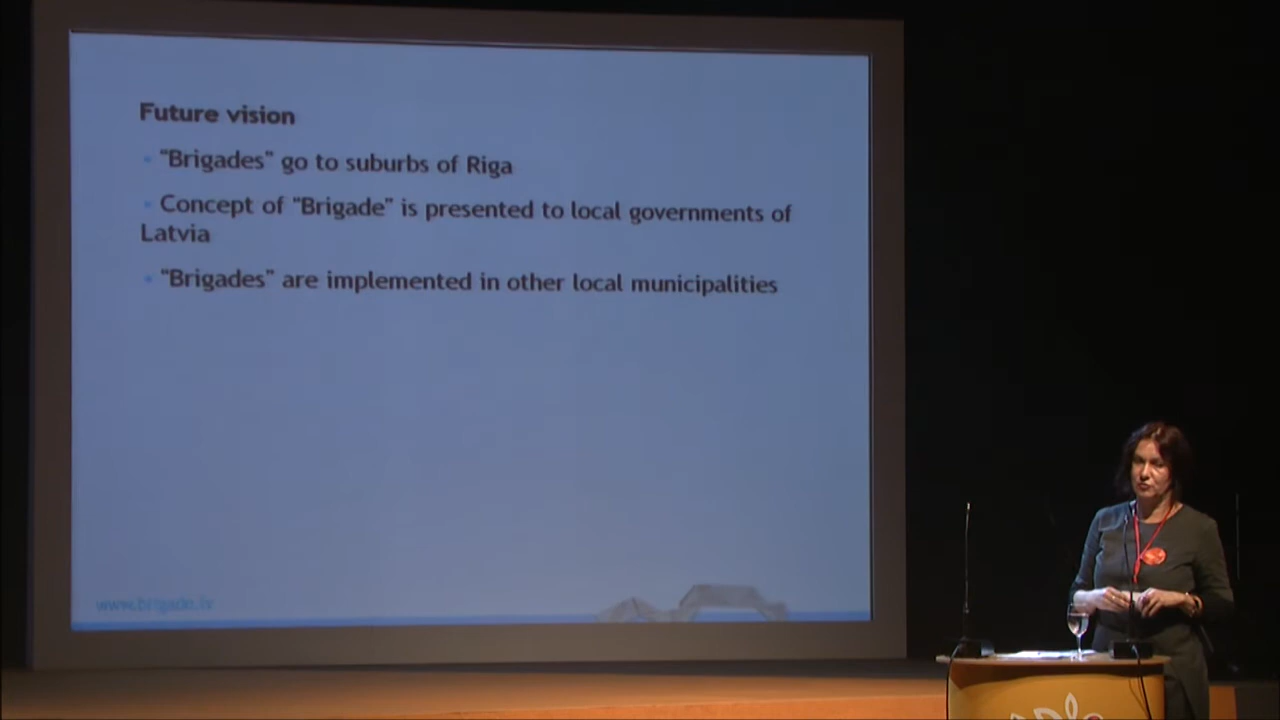 Future vision
"Brigades" go to suburbs of Riga
Concept of "Brigade" is presented to local governments of
Latvia
"Brigades" are implemented in other local municipalities
www.brigade.lv